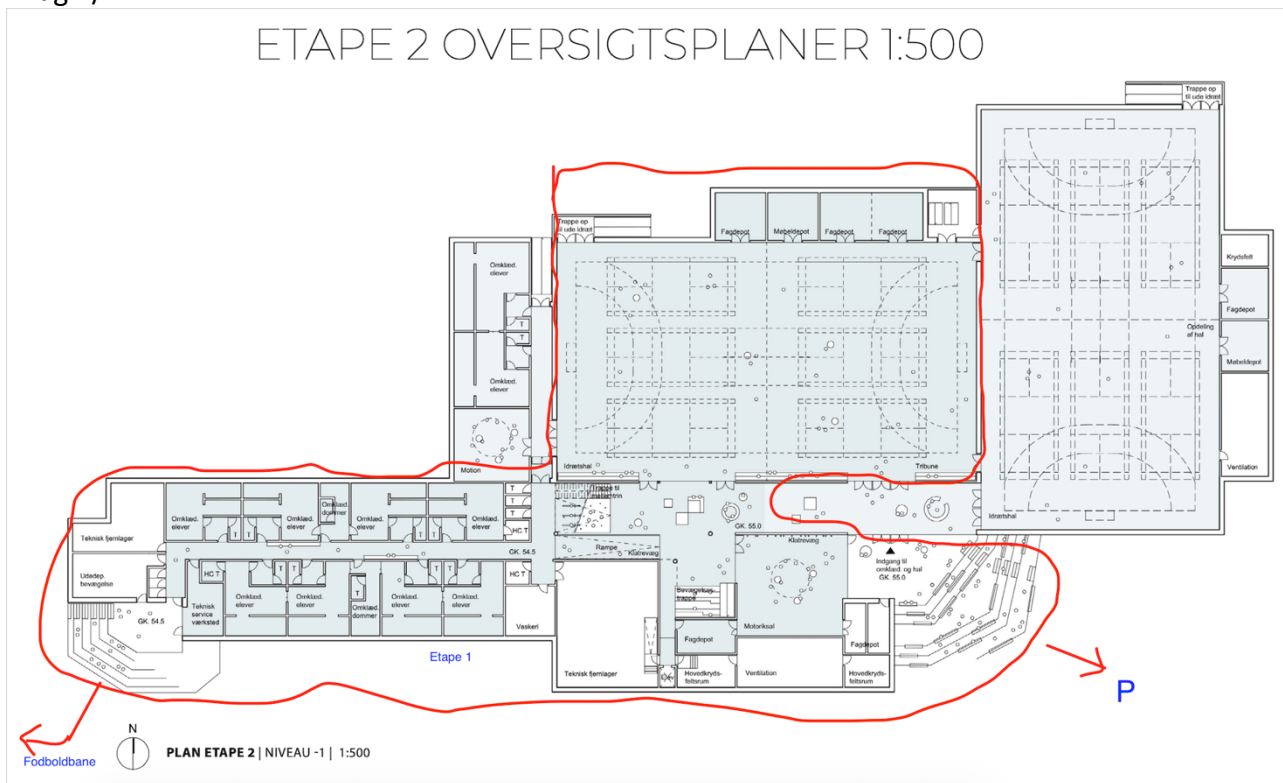 ETAPE 2 OVERSIGTSPLANER 1:500
Trappe op
til ude idræt
Trappe op
til ude idræt
Fagdepot
Møbeldepot
Fagdepot
Fagdepot
Omklæd.
elever
Krydsfelt
T
T
Fagdepot
Opdeling
af hal
Omklæd.
elever
Møbeldepot
Motion
Idrætshal
Tribune
Ventilation
Omklæd.
elever
Omklæd.
elever
Omklæd.
dommer
Omklæd.
elever
Omklæd.
elever
T
T
T
T
T
T
T
HC T
Trappe til
Teknisk fjernlager
GK. 54.5
Rampe
Klatrevæg
GK. 55.0
Klatrevæg
Idrætshal
Indgang til
omklæd. og hal
GK. 55.0
Udedep.
bevægelse
HC T
T
T
T
T
T
HC T
Teknisk
service
værksted
Omklæd.
elever
Omklæd.
elever
Omklæd.
dommer
Omklæd.
elever
Omklæd.
elever
GK. 54.5
Vaskeri
Bevægelses
trappe
Motoriksal
Fagdepot
Fagdepot
Etape 1
Teknisk fjernlager
Hovedkryds-
feltsrum
Ventilation
Hovedkryds-
feltsrum
P
N
PLAN ETAPE 2 | NIVEAU -1 | 1:500
Fodboldbane